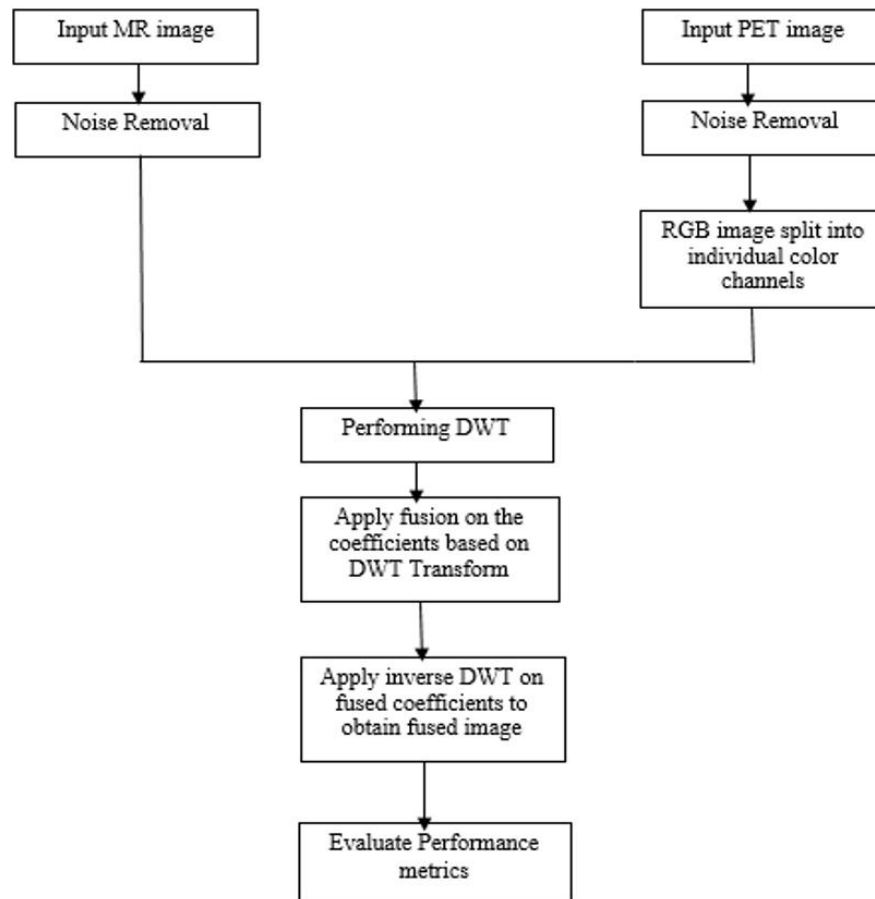 Input MR image
Input PET image
Noise Removal
Noise Removal
RGB image split into
individual color
channels
Performing DWT
Apply fusion on the
coefficients based on
DWT Transform
Apply inverse DWT on
fused coefficients to
obtain fused image
Evaluate Performance
metrics